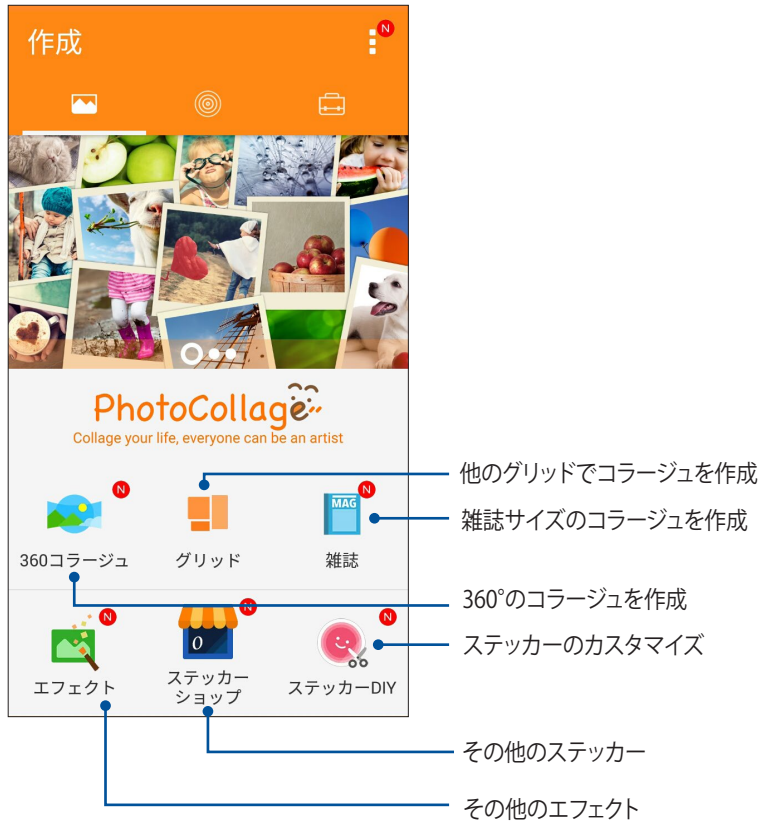 作成
N
PhotoCollage
Collage your life, everyone can be an artist
N
N
MAG
360コラージュ
グリッド
雑誌
N
N
N
エフェクト
ステッカー
ショップ
ステッカーDIY
他のグリッドでコラージュを作成
雑誌サイズのコラージュを作成
360°のコラージュを作成
ステッカーのカスタマイズ
その他のステッカー
その他のエフェクト